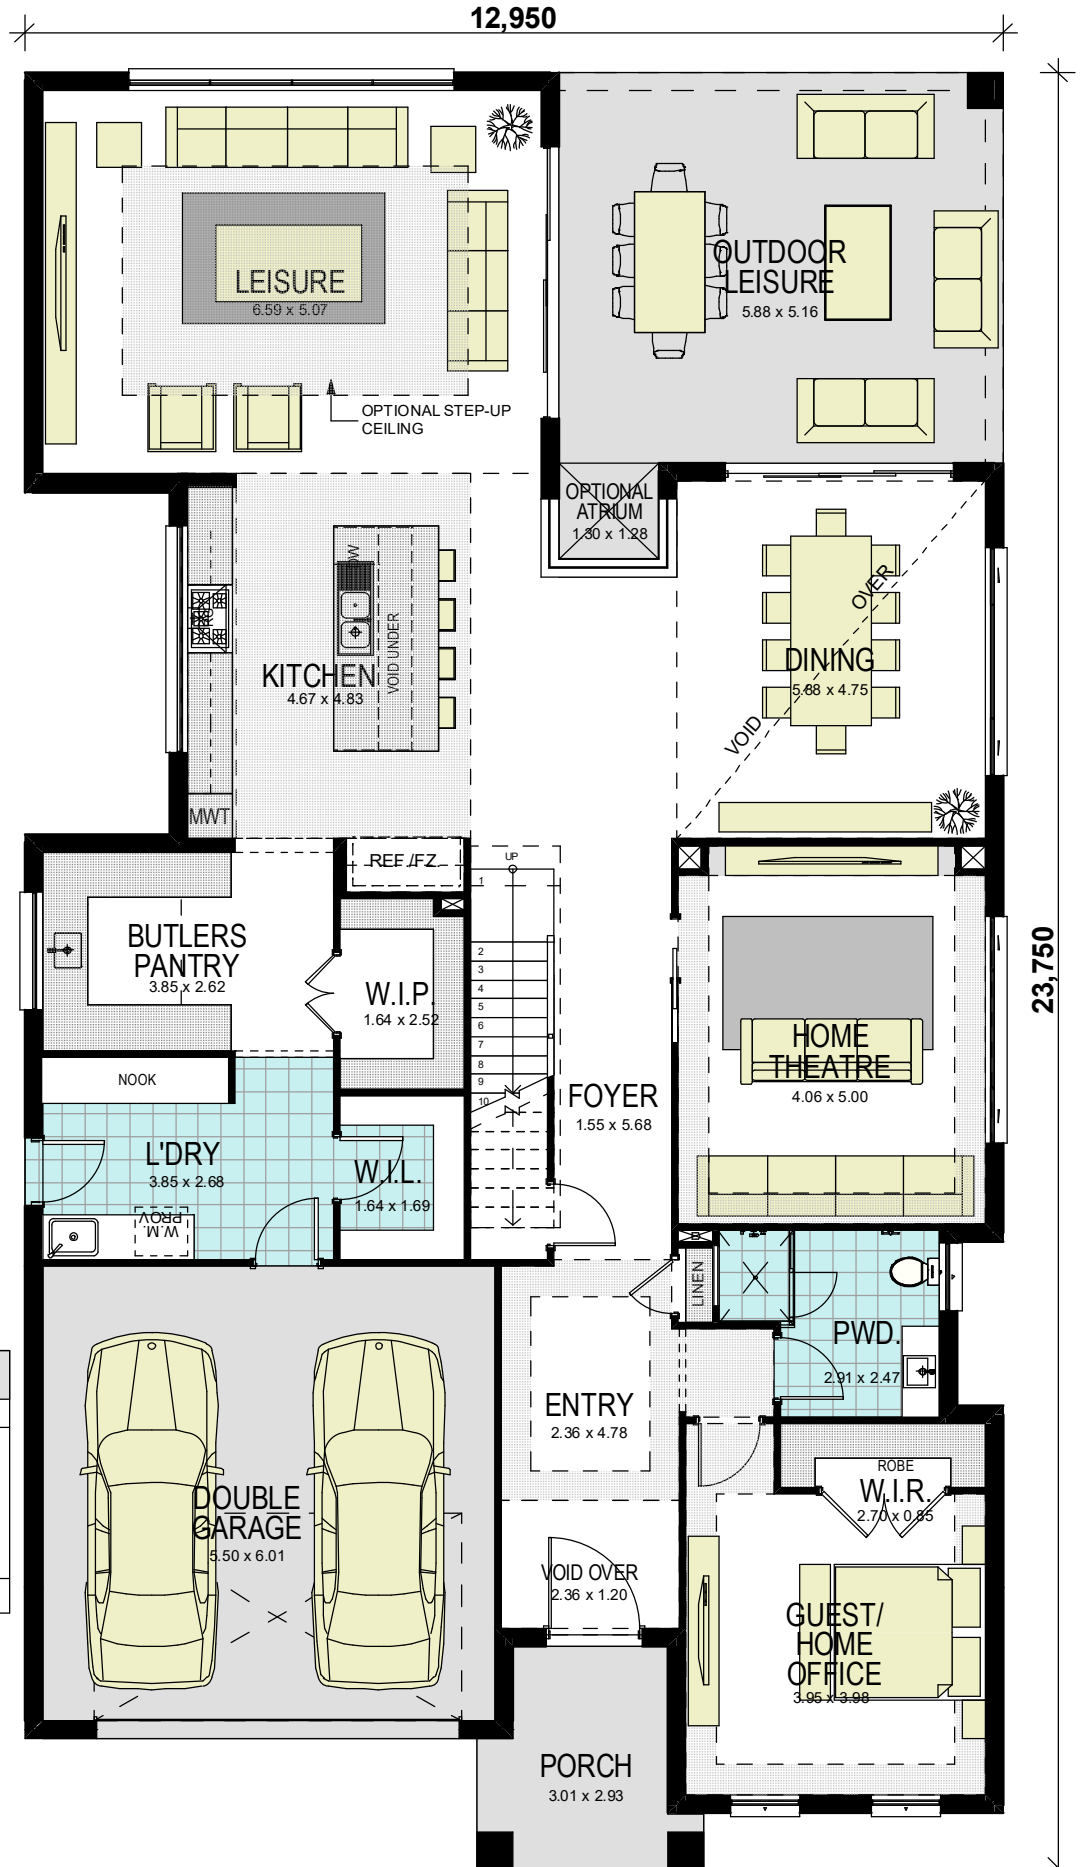 12,950
LEISURE
6.59 x 5.07
OUTDOOR
LEISURE
5.88 x 5.16
OPTIONAL STEP-UP
CEILING
OPTIONAL
ATRIUM
1.30 x 1.28
VOID UNDER
KITCHEN
4.67 x 4.83
OVER
DINING
5.88 x 4.75
VOID
MWT
REF./FZ.
UP
1
2
3
4
5
6
7
8
9
10
BUTLERS
PANTRY
3.85 x 2.62
W.I.P.
1.64 x 2.52
23,750
HOME
THEATRE
4.06 x 5.00
NOOK
FOYER
1.55 x 5.68
L'DRY
3.85 x 2.68
W.I.L.
1.64 x 1.69
W.M.
PROV
LINEN
PWD.
2.91 x 2.47
ENTRY
2.36 x 4.78
ROBE
W.I.R.
2.70 x 0.85
DOUBLE
GARAGE
5.50 x 6.01
VOID OVER
2.36 x 1.20
GUEST/
HOME
OFFICE
3.95 x 3.98
PORCH
3.01 x 2.93